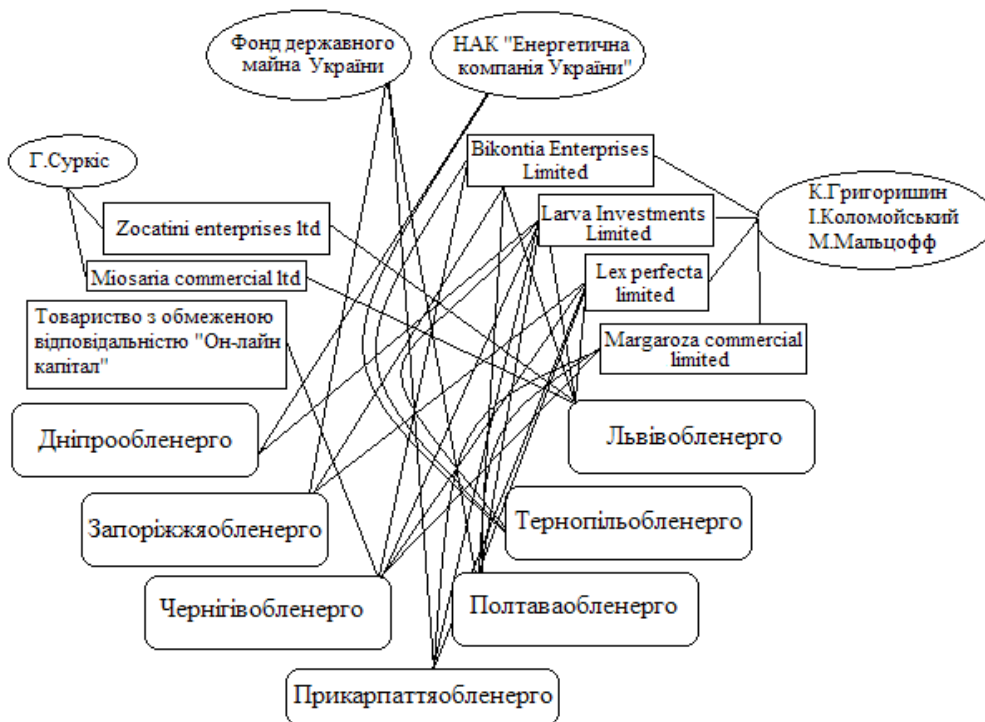 Фонд державного
майна України
НАК "Енергетична
компанія України"
Г.Суркіс
Bikontia Enterprises
Limited
К.Григоришин
І.Коломойський
М.Мальцофф
Zocatini enterprises ltd
Larva Investments
Limited
Miosaria commercial ltd
Lex perfecta
limited
Товариство з обмеженою
відповідальністю "Он-лайн
капітал"
Margaroza commercial
limited
Дніпрообленерго
Львівобленерго
Запоріжжяобленерго
Тернопільобленерго
Чернігівобленерго
Полтаваобленерго
Прикарпаттяобленерго